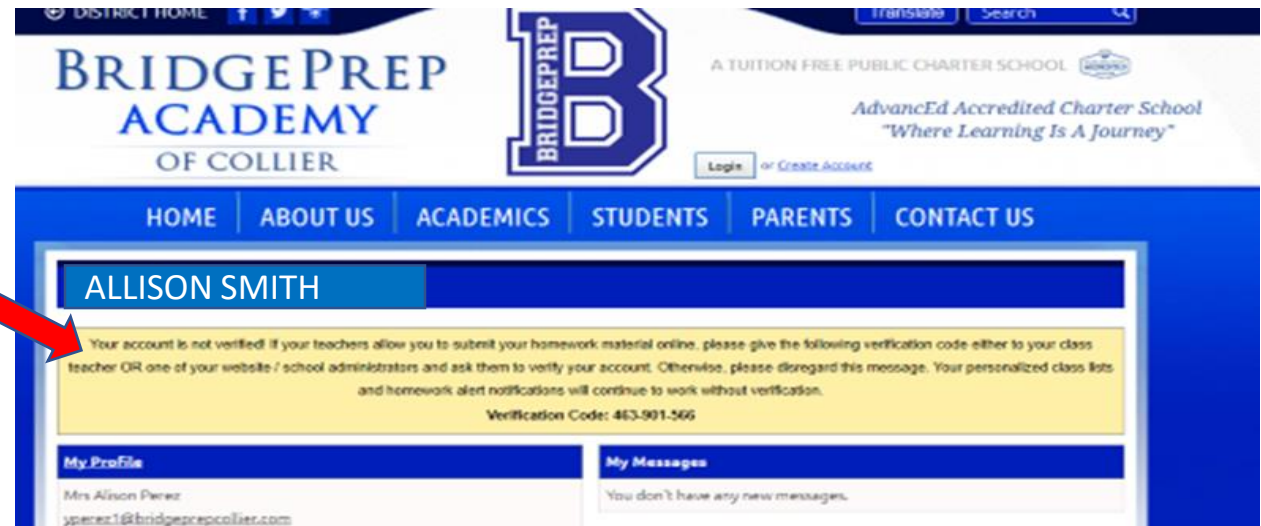 DISTRICT HOME
Translate Search
BRIDGEPREP
ACADEMY
OF COLLIER
BRIDGEPREP
B
A TUITION FREE PUBLIC CHARTER SCHOOL
AdvancEd Accredited Charter School
"Where Learning Is A Journey"
Login or Create Account
HOME ABOUT US ACADEMICS STUDENTS PARENTS CONTACT US
ALLISON SMITH
Your account is not verified! If your teachers allow you to submit your homework material online, please give the following verification code either to your class
teacher OR one of your website / school administrators and ask them to verify your account. Otherwise, please disregard this message. Your personalized class lists
and homework alert notifications will continue to work without verification.
Verification Code: 463-901-566
My Profile My Messages
Mrs Alison Perez You don't have any new messages.
yperez1@bridgeprepcollier.com